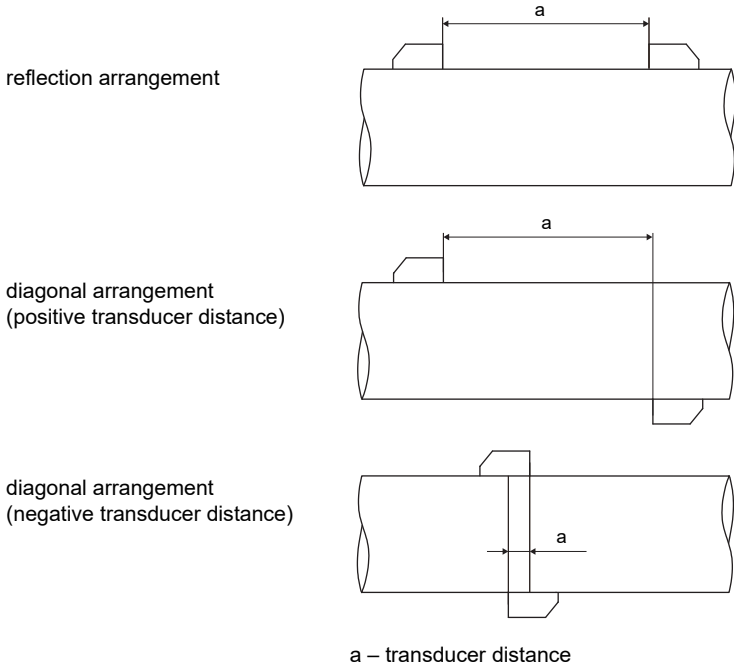 a
reflection arrangement
a
diagonal arrangement
(positive transducer distance)
diagonal arrangement
(negative transducer distance)
a
a – transducer distance